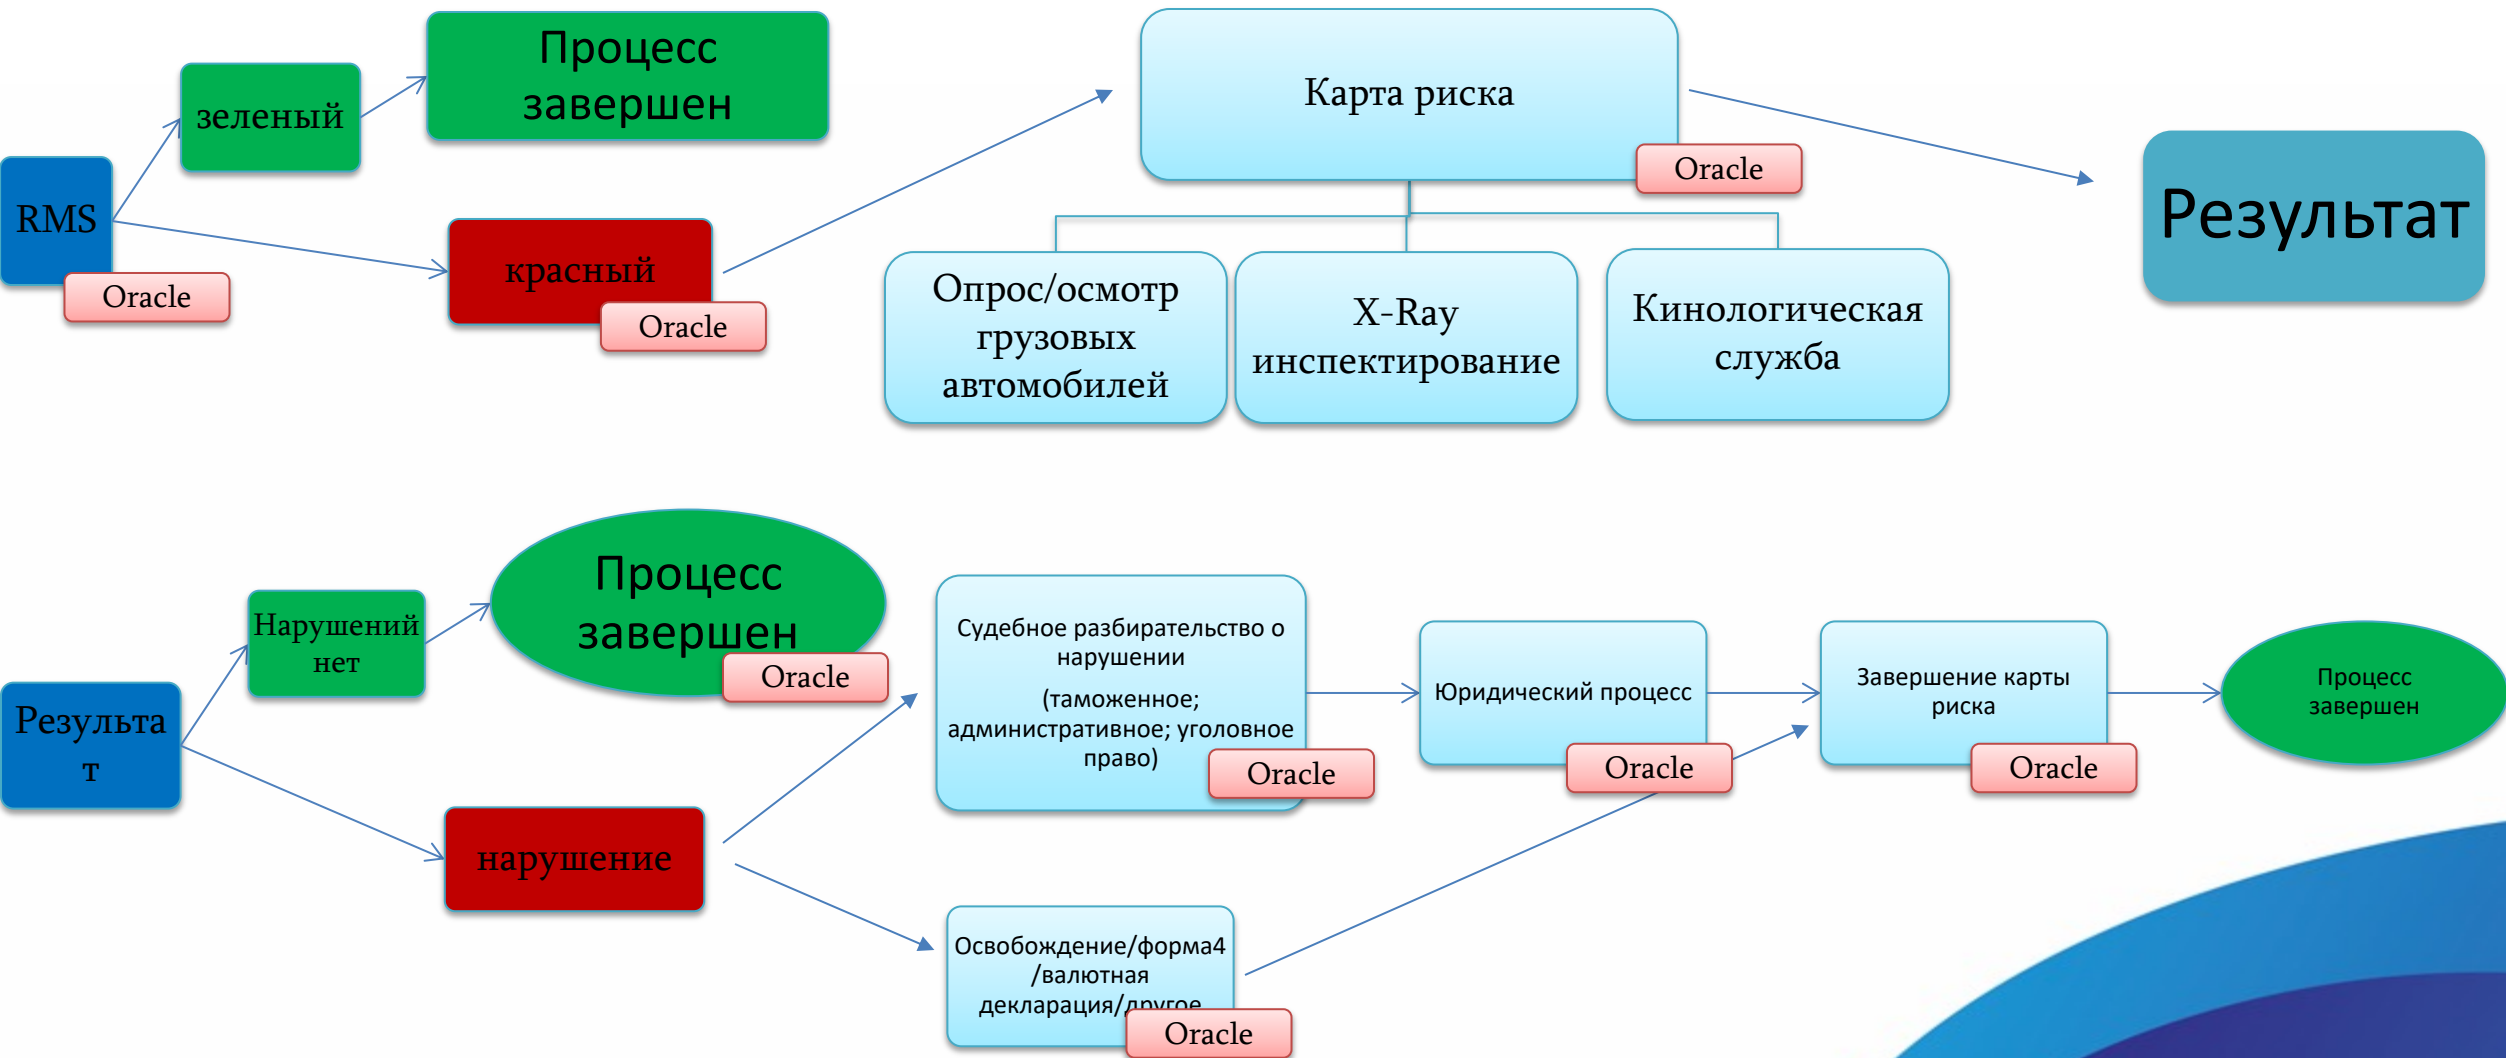 Процесс
завершен
зеленый
RMS
Oracle
красный
Oracle
Карта риска
Oracle
Опрос/осмотр
грузовых
автомобилей
X-Ray
инспектирование
Кинологическая
служба
Результат
Результа
т
Нарушений
нет
Процесс
завершен
Oracle
нарушение
Судебное разбирательство о
нарушении
(таможенное;
административное; уголовное
право)
Oracle
Юридический процесс
Oracle
Завершение карты
риска
Oracle
Процесс
завершен
Освобождение/форма4
/валютная
декларация/другое
Oracle